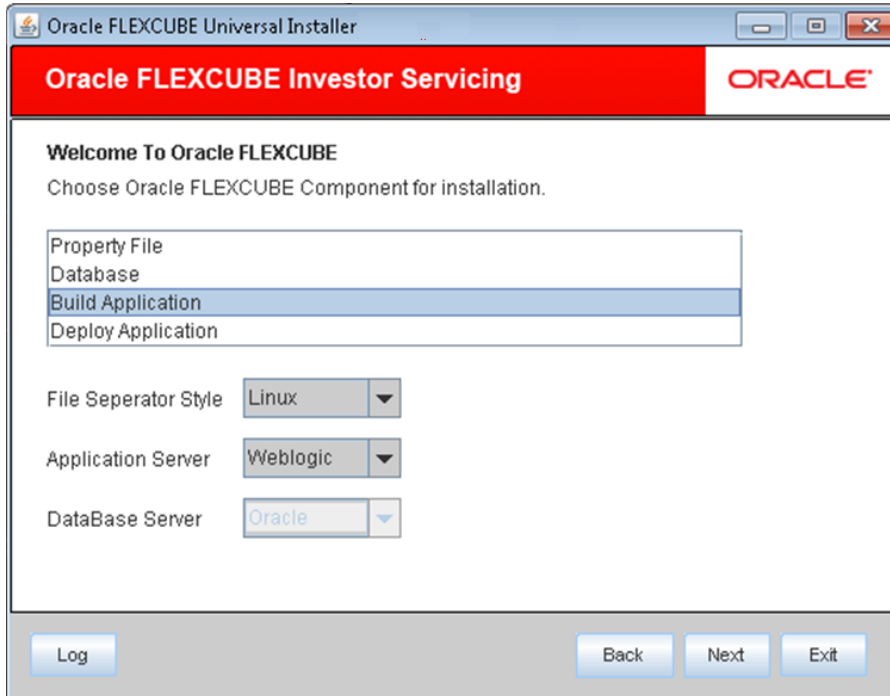 Oracle FLEXCUBE Universal Installer
Oracle FLEXCUBE Investor Servicing
ORACLE
Welcome To Oracle FLEXCUBE
Choose Oracle FLEXCUBE Component for installation.
Property File
Database
Build Application
Deploy Application
File Seperator Style Linux
Application Server Weblogic
DataBase Server Oracle
Log Back Next Exit